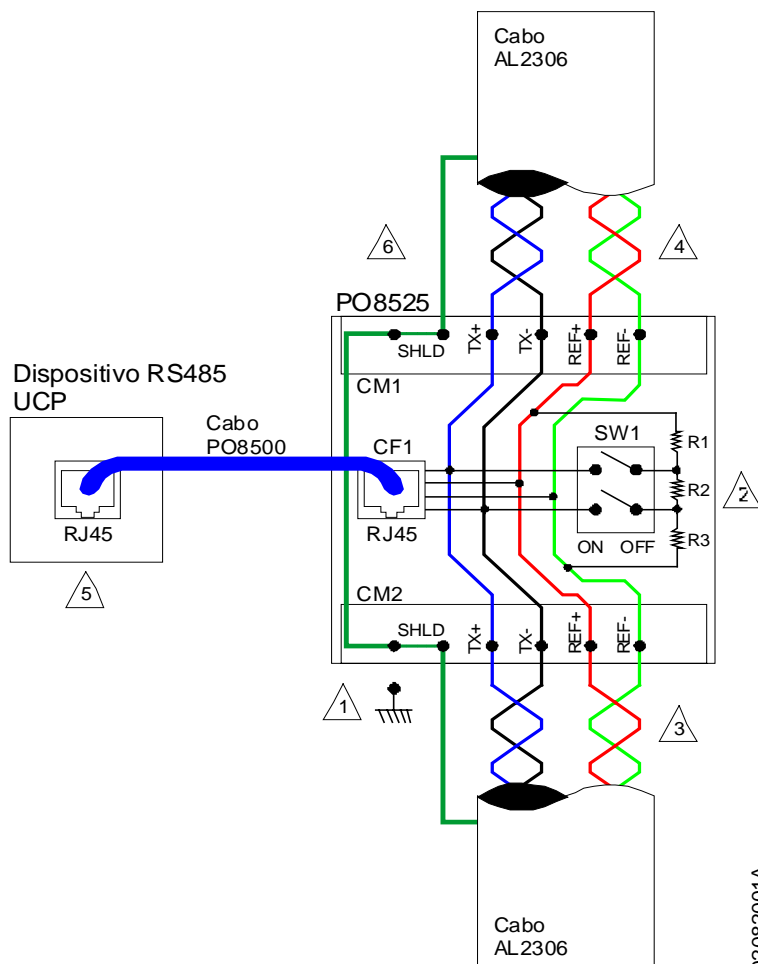 Cabo
AL2306
6
4
PO8525
SHLD
TX+
TX-
REF+
REF-
CM1
Dispositivo RS485
UCP
Cabo
PO8500
CF1
SW1
R1
R2
2
RJ45
RJ45
ON
OFF
R3
5
CM2
SHLD
TX+
TX-
REF+
REF-
1
3
Cabo
AL2306